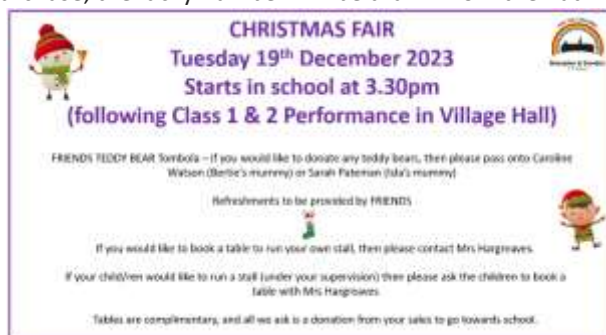 CHRISTMAS FAIR
Tuesday 19th December 2023
Starts in school at 3.30pm
(following Class 1 & 2 Performance in Village Hall)
FRIENDS TEDDY BEAR Tombola – If you would like to donate any teddy bears, then please pass onto Caroline
Watson (Bertie's mummy) or Sarah Pateman (Isla's mummy)
Refreshments to be provided by FRIENDS
If you would like to book a table to run your own stall, then please contact Mrs Hargreaves.
If your child/ren would like to run a stall (under your supervision) then please ask the children to book a
table with Mrs Hargreaves
Tables are complimentary, and all we ask is a donation from your sales to go towards school.